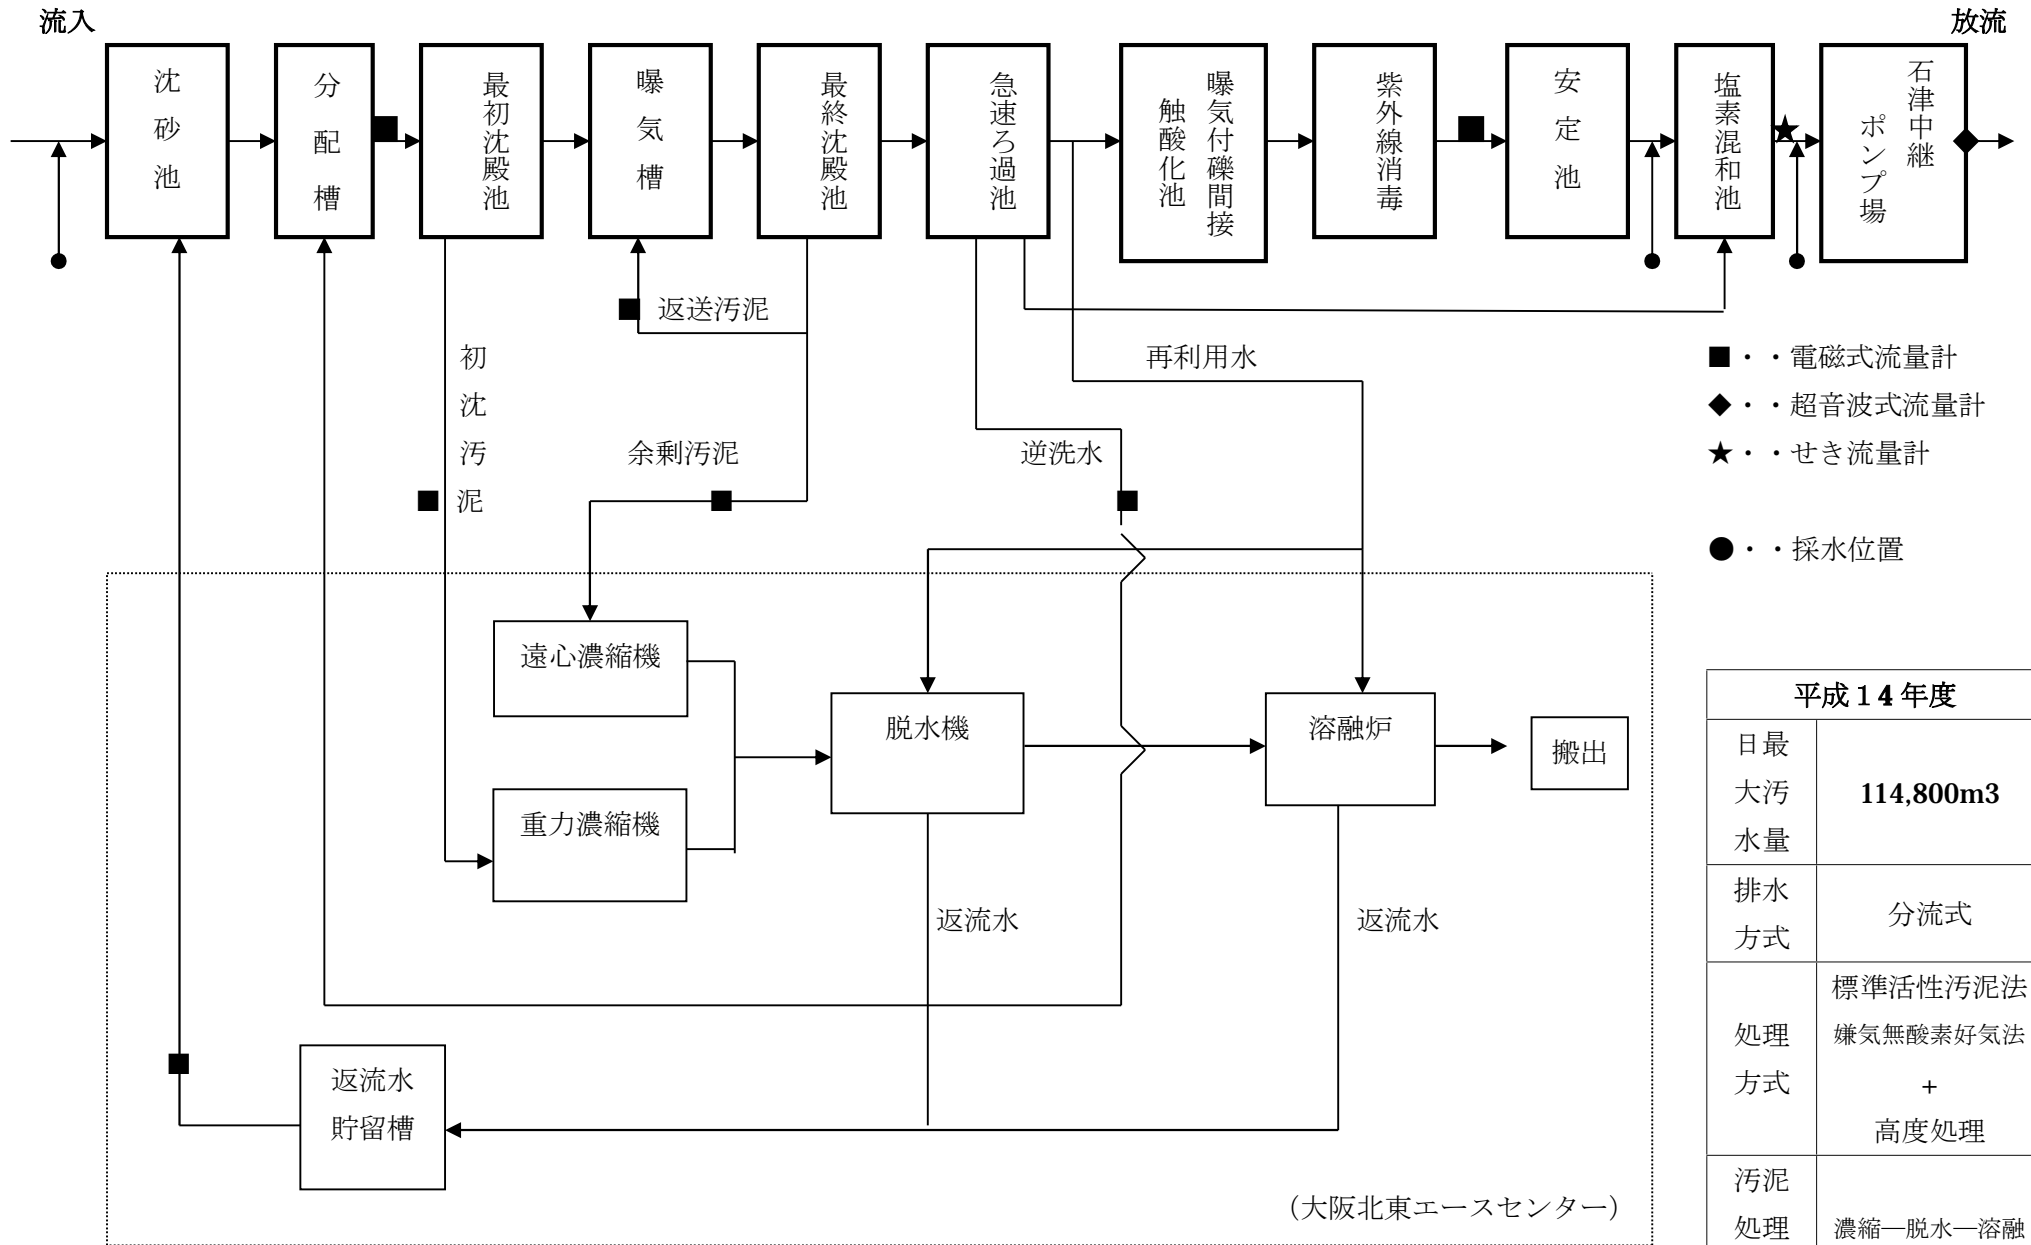 流入
放流
沈砂池
分配槽
最初沈殿池
曝気槽
最終沈殿池
急速ろ過池
曝気付礫間接
触酸化池
紫外線消毒
安定池
塩素混和池
石津中継
ポンプ場
返送汚泥
初沈汚泥
再利用水
余剰汚泥
逆洗水
■・・電磁式流量計
◆・・超音波式流量計
★・・せき流量計
●・・採水位置
遠心濃縮機
脱水機
溶融炉
搬出
重力濃縮機
返流水
返流水
返流水
貯留槽
(大阪北東エースセンター)
平成14年度
日最
大汚
水量
114,800m3
排水
方式
分流式
処理
方式
標準活性汚泥法
嫌気無酸素好気法
+
高度処理
汚泥
処理
濃縮―脱水―溶融